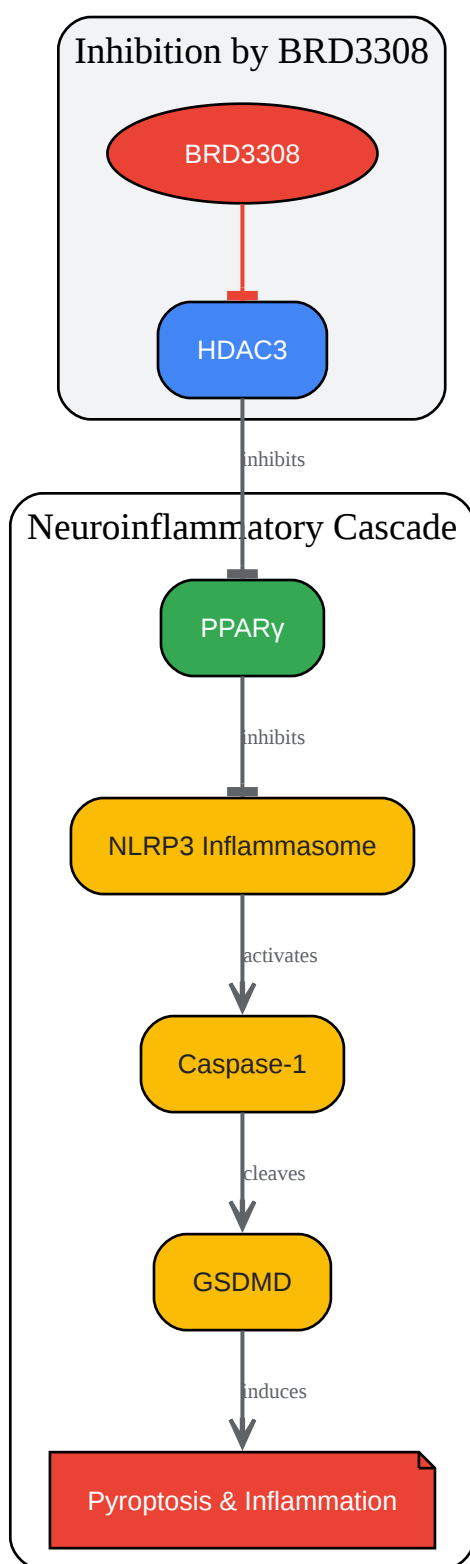 Inhibition by BRD3308
BRD3308
HDAC3
inhibits
Neuroinflammatory Cascade
PPARγ
inhibits
NLRP3 Inflammasome
activates
Caspase-1
cleaves
GSDMD
induces
Pyroptosis & Inflammation